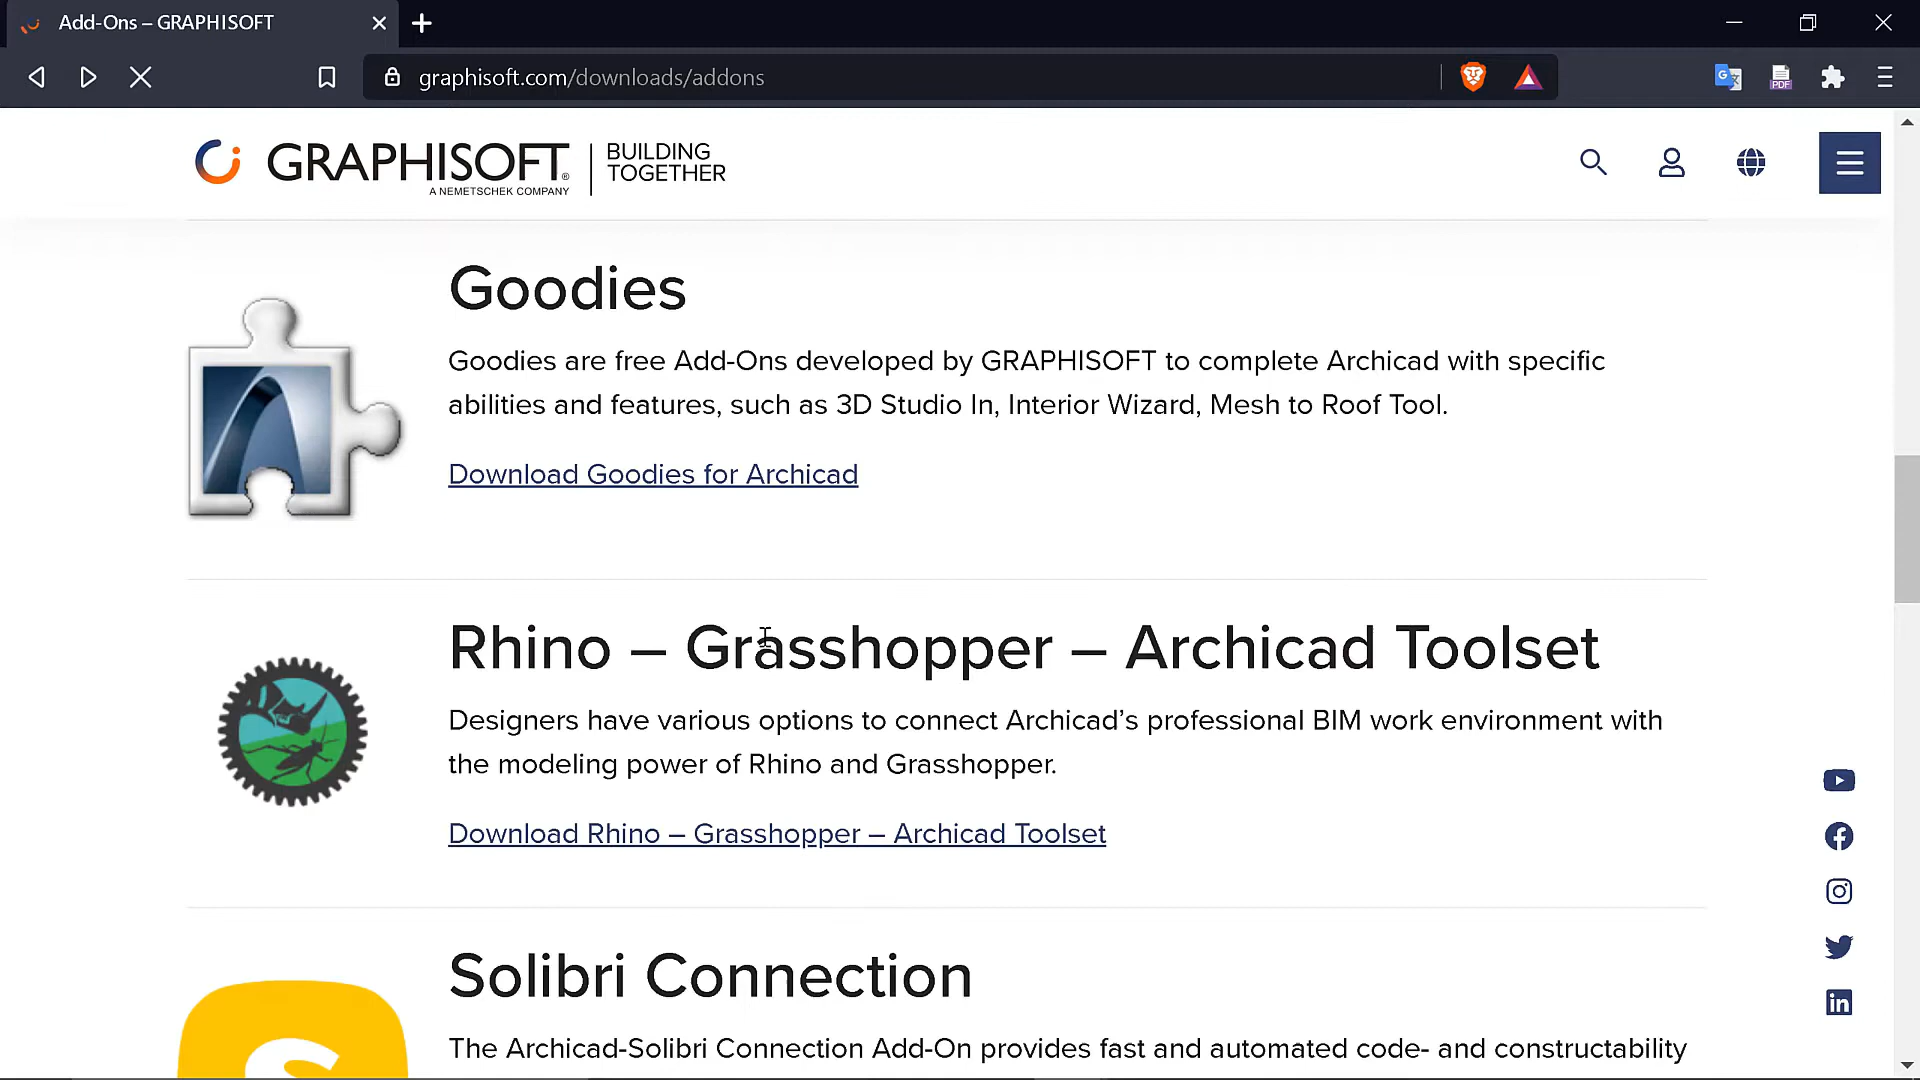 Add-Ons – GRAPHISOFT
graphisoft.com/downloads/addons
PDF
GRAPHISOFT®
A NEMETSCHEK COMPANY
BUILDING
TOGETHER
Goodies
Goodies are free Add-Ons developed by GRAPHISOFT to complete Archicad with specific
abilities and features, such as 3D Studio In, Interior Wizard, Mesh to Roof Tool.
Download Goodies for Archicad
Rhino – Grasshopper – Archicad Toolset
Designers have various options to connect Archicad’s professional BIM work environment with
the modeling power of Rhino and Grasshopper.
Download Rhino – Grasshopper – Archicad Toolset
Solibri Connection
The Archicad-Solibri Connection Add-On provides fast and automated code- and constructability